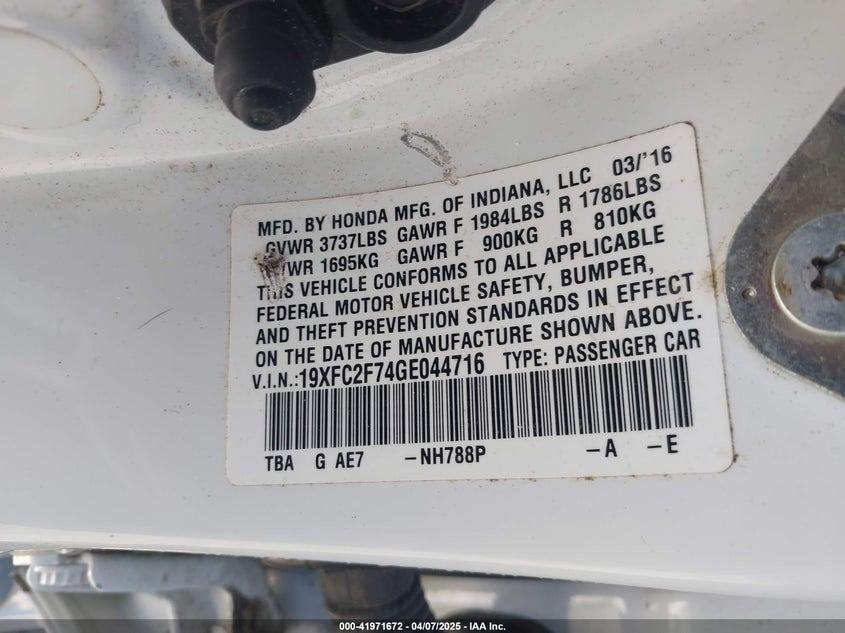 MFD. BY HONDA MFG. OF INDIANA, LLC 03/'16
GVWR 3737LBS GAWR F 1984LBS R 1786LBS
GVWR 1695KG GAWR F 900KG R 810KG
THIS VEHICLE CONFORMS TO ALL APPLICABLE
FEDERAL MOTOR VEHICLE SAFETY, BUMPER,
AND THEFT PREVENTION STANDARDS IN EFFECT
ON THE DATE OF MANUFACTURE SHOWN ABOVE.
V.I.N.:19XFC2F74GE044716 TYPE: PASSENGER CAR
TBA G AE7 -NH788P -A -E
000-41971672 - 04/07/2025 - IAA Inc.